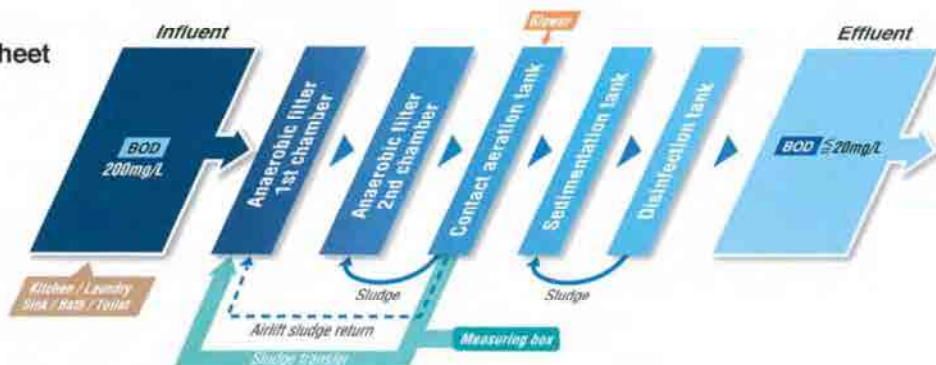 heet
Influent
Blower
Effluent
BOD
200mg/L
Anaerobic filter
1st chamber
Anaerobic filter
2nd chamber
Contact aeration tank
Sedimentation tank
Disinfection tank
BOD ≦20mg/L
Kitchen / Laundry
Sink / Bath / Toilet
Sludge
Sludge
Airlift sludge return
Measuring box
Sludge transfer